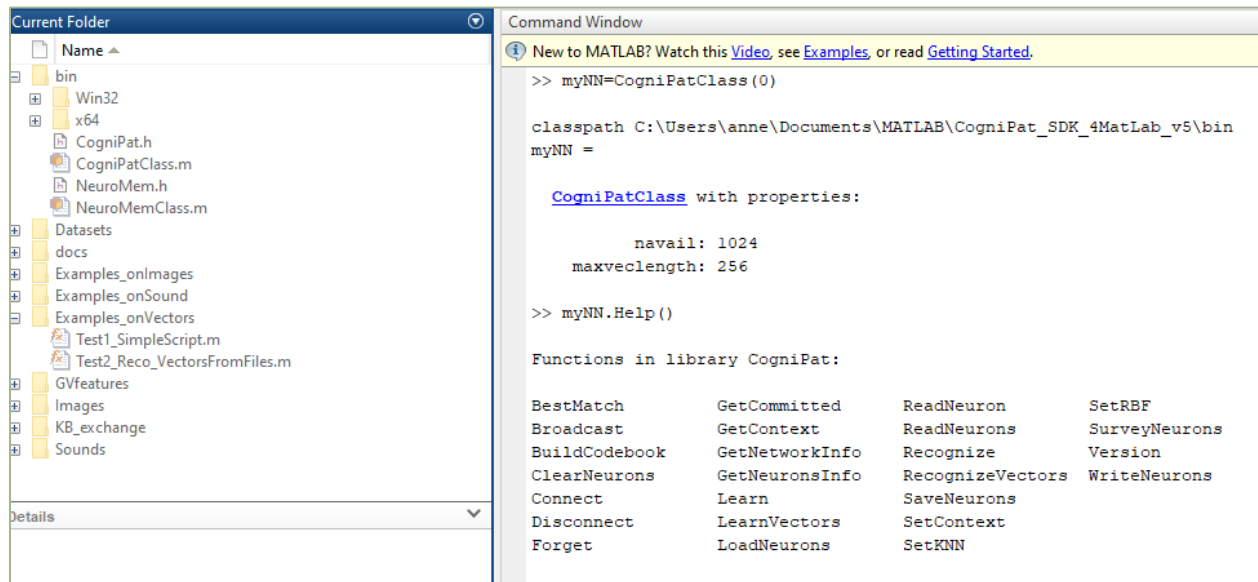 Current Folder
Name
bin
Win32
x64
CogniPat.h
CogniPatClass.m
NeuroMem.h
NeuroMemClass.m
Datasets
docs
Examples_onImages
Examples_onSound
Examples_onVectors
Test1_SimpleScript.m
Test2_Reco_VectorsFromFiles.m
GVfeatures
Images
KB_exchange
Sounds
Details
Command Window
New to MATLAB? Watch this Video, see Examples, or read Getting Started.
>> myNN=CogniPatClass(0)
classpath C:\Users\anne\Documents\MATLAB\CogniPat_SDK_4MatLab_v5\bin
myNN =
CogniPatClass with properties:
navail: 1024
maxveclength: 256
>> myNN.Help()
Functions in library CogniPat:
BestMatch GetCommitted ReadNeuron SetRBF
Broadcast GetContext ReadNeurons SurveyNeurons
BuildCodebook GetNetworkInfo Recognize Version
ClearNeurons GetNeuronsInfo RecognizeVectors WriteNeurons
Connect Learn SaveNeurons
Disconnect LearnVectors SetContext
Forget LoadNeurons SetKNN